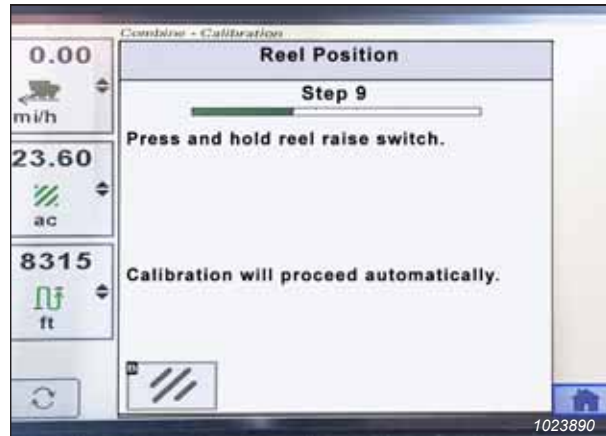 Combine - Calibration
0.00
mi/h
23.60
ac
8315
ft
Reel Position
Step 9
Press and hold reel raise switch.
Calibration will proceed automatically.
1023890